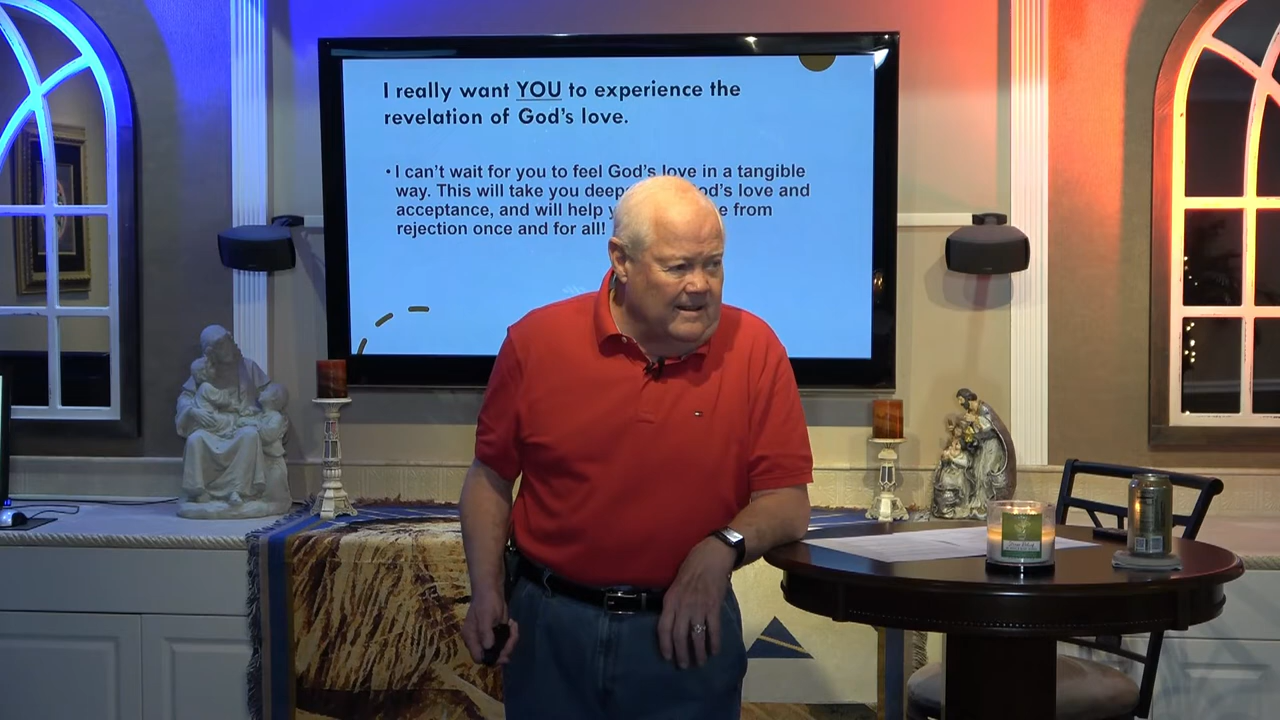 I really want YOU to experience the
revelation of God's love.
• I can't wait for you to feel God's love in a tangible
way. This will take you God's love and
acceptance, and will help from
rejection once and for all!